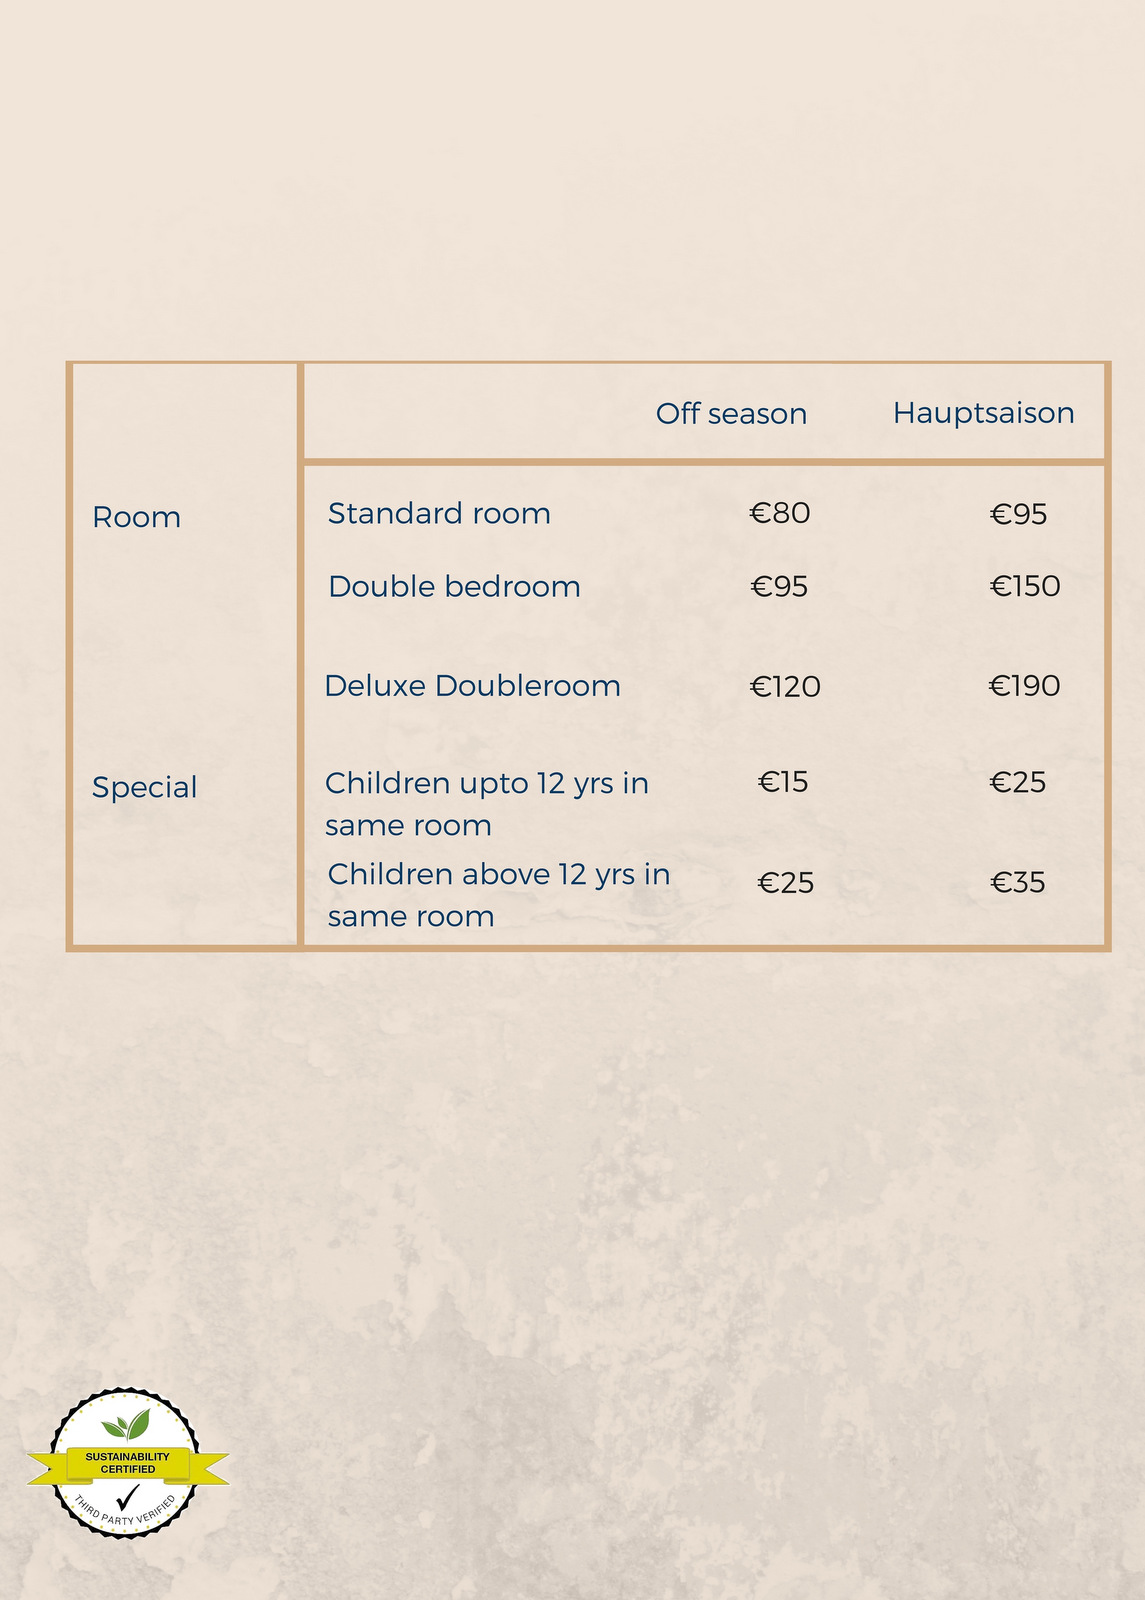 Off season Hauptsaison
Room Standard room €80 €95
Double bedroom €95 €150
Deluxe Doubleroom €120 €190
Special Children upto 12 yrs in €15 €25
same room
Children above 12 yrs in €25 €35
same room
SUSTAINABILITY
CERTIFIED
THIRD PARTY VERIFIED